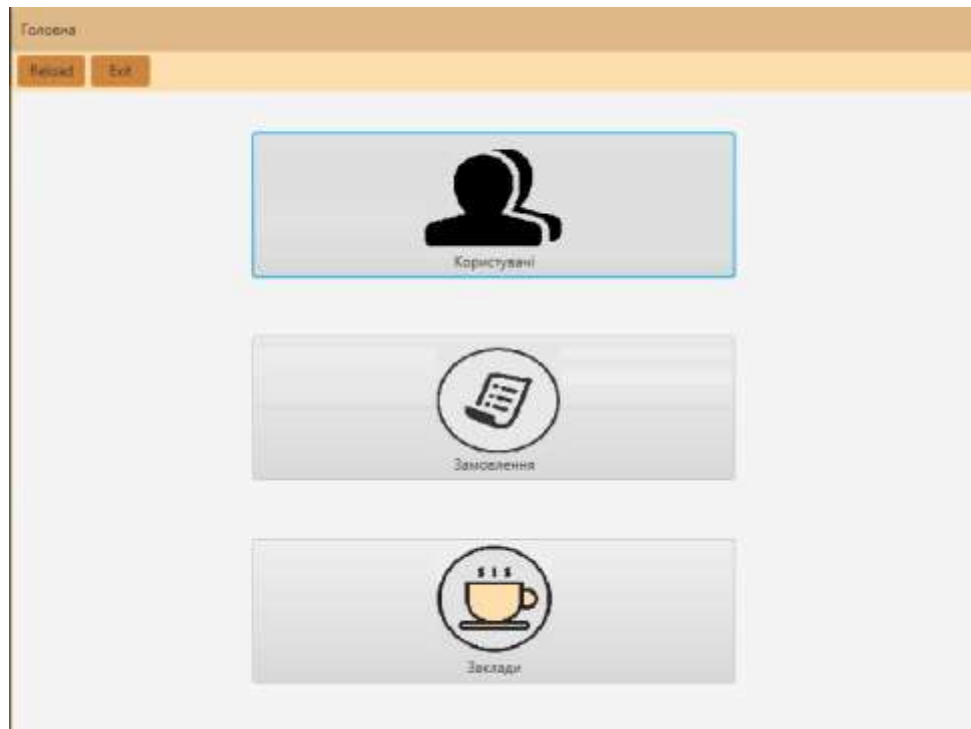 Головна
Reload Exit
Користувачі
Замовлення
Заклади